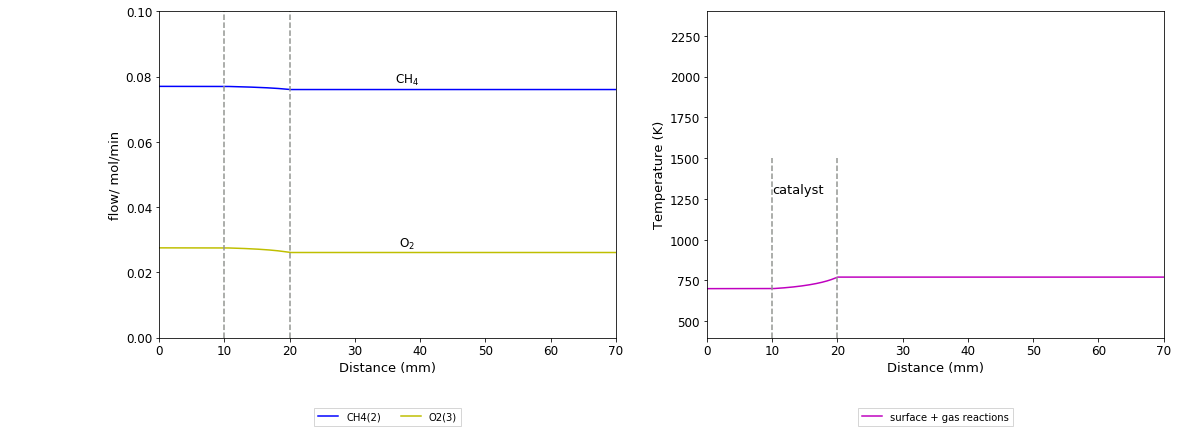 0.10
0.08
0.06
0.04
0.02
0.00
flow/ mol/min
CH₄
O₂
0 10 20 30 40 50 60 70
Distance (mm)
CH4(2) O2(3)
2250
2000
1750
1500
1250
1000
750
500
Temperature (K)
catalyst
0 10 20 30 40 50 60 70
Distance (mm)
surface + gas reactions